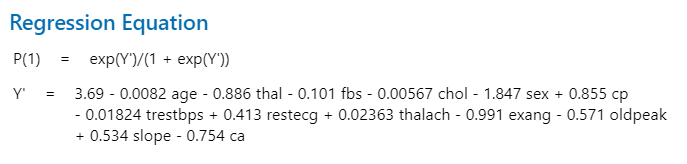 Regression Equation
P(1) = exp(Y')/(1 + exp(Y'))
Y' = 3.69 - 0.0082 age - 0.886 thal - 0.101 fbs - 0.00567 chol - 1.847 sex + 0.855 cp
- 0.01824 trestbps + 0.413 restecg + 0.02363 thalach - 0.991 exang - 0.571 oldpeak
+ 0.534 slope - 0.754 ca